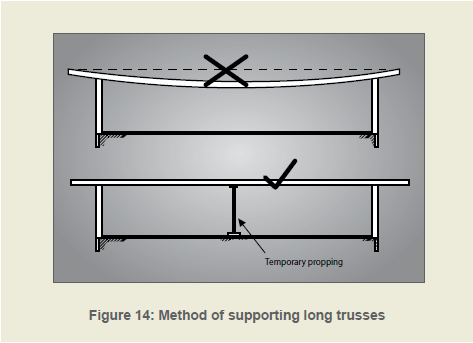 Temporary propping
Figure 14: Method of supporting long trusses